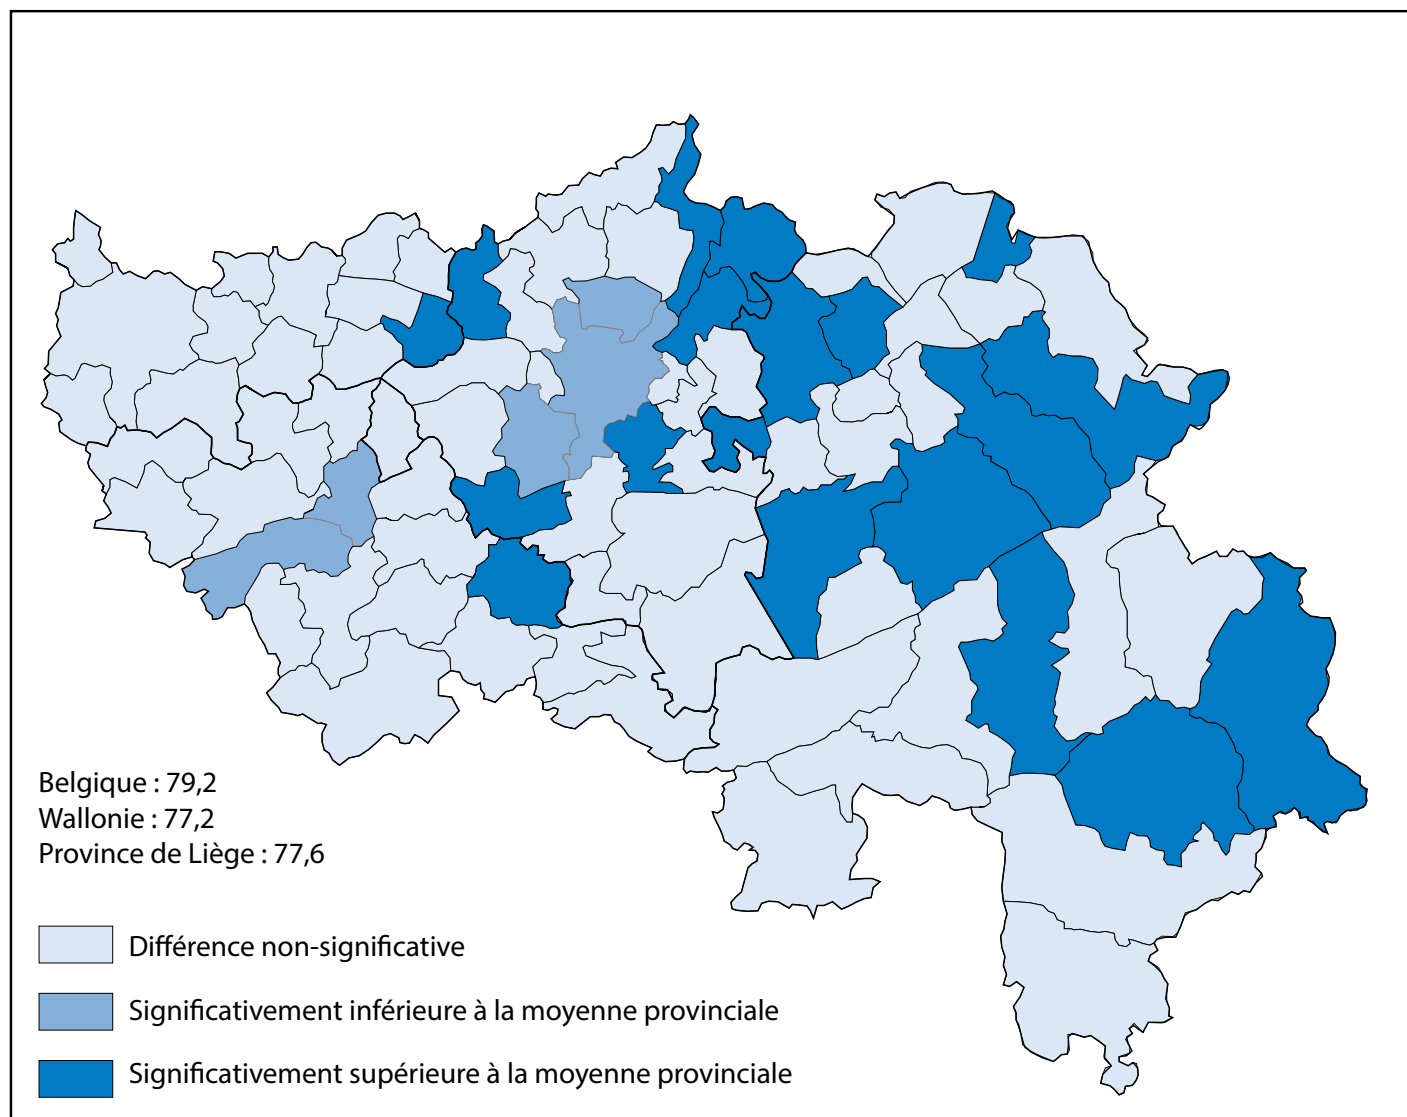 Belgique : 79,2
Wallonie : 77,2
Province de Liège : 77,6
Différence non-significative
Significativement inférieure à la moyenne provinciale
Significativement supérieure à la moyenne provinciale